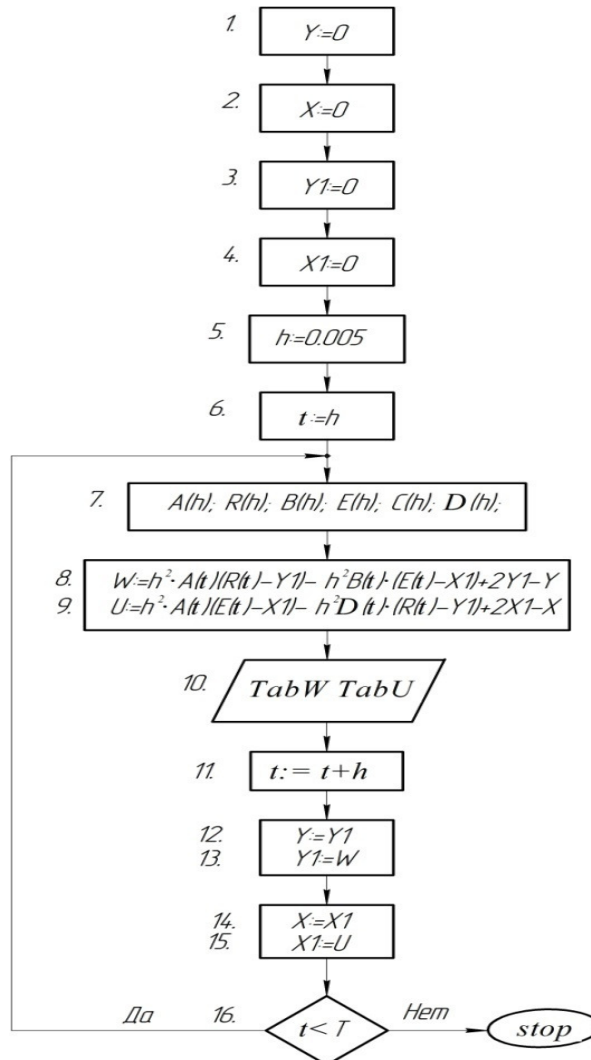 1. Y:=0
2. X:=0
3. Y1:=0
4. X1:=0
5. h:=0.005
6. t:=h
7. A(h); R(h); B(h); E(h); C(h); D(h);
8. W:=h²·A(t)(R(t)-Y1)-h²B(t)·(E(t)-X1)+2Y1-Y
9. U:=h²·A(t)(E(t)-X1)-h²D(t)·(R(t)-Y1)+2X1-X
10. TabW TabU
11. t:= t+h
12. Y:=Y1
13. Y1:=W
14. X:=X1
15. X1:=U
Да 16. t< T Нет stop